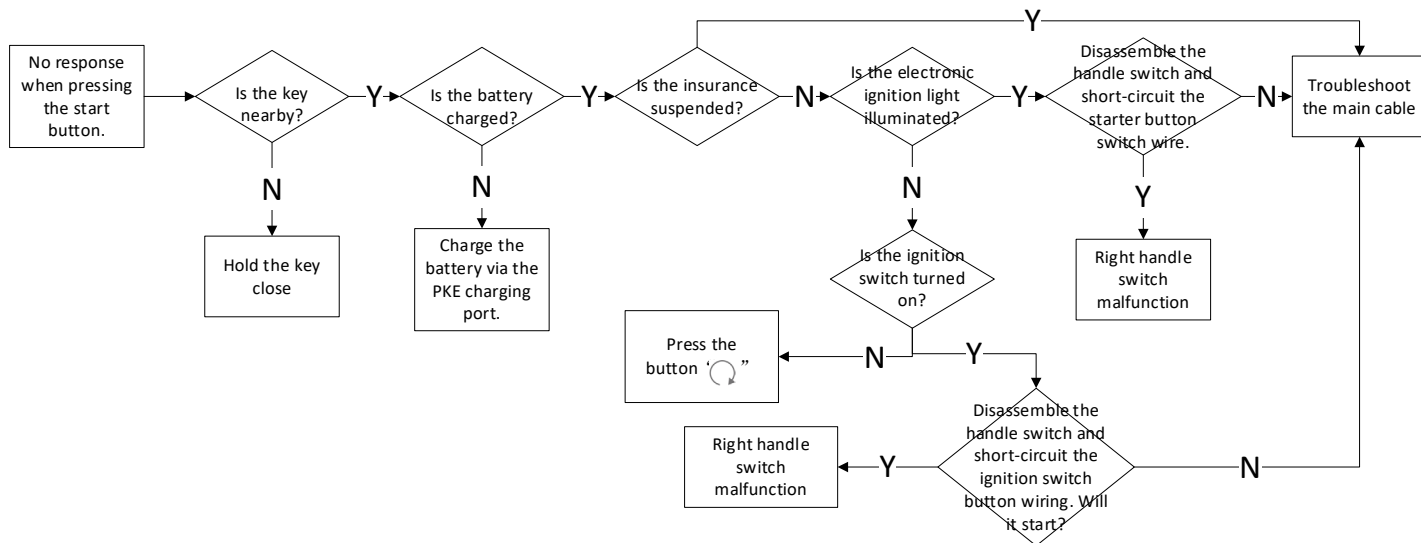 No response
when pressing
the start
button.
Is the key
nearby?
Y
N
Hold the key
close
Is the battery
charged?
Y
N
Charge the
battery via the
PKE charging
port.
Is the insurance
suspended?
Y
N
Is the electronic
ignition light
illuminated?
Y
N
Disassemble the
handle switch and
short-circuit the
starter button
switch wire.
N
Y
Troubleshoot
the main cable
Right handle
switch
malfunction
Is the ignition
switch turned
on?
N
Y
Press the
button ‘ ”
Disassemble the
handle switch and
short-circuit the
ignition switch
button wiring. Will
it start?
Y
N
Right handle
switch
malfunction